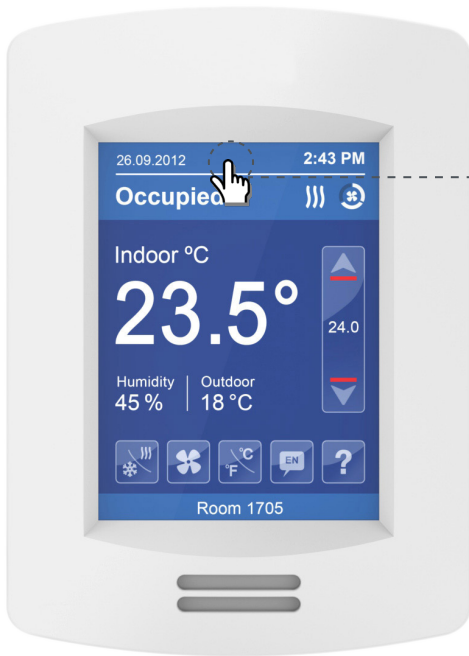 26.09.2012 2:43 PM
Occupied
Indoor ºC
23.5°
24.0
Humidity Outdoor
45 % 18 °C
°C
°F
EN
?
Room 1705